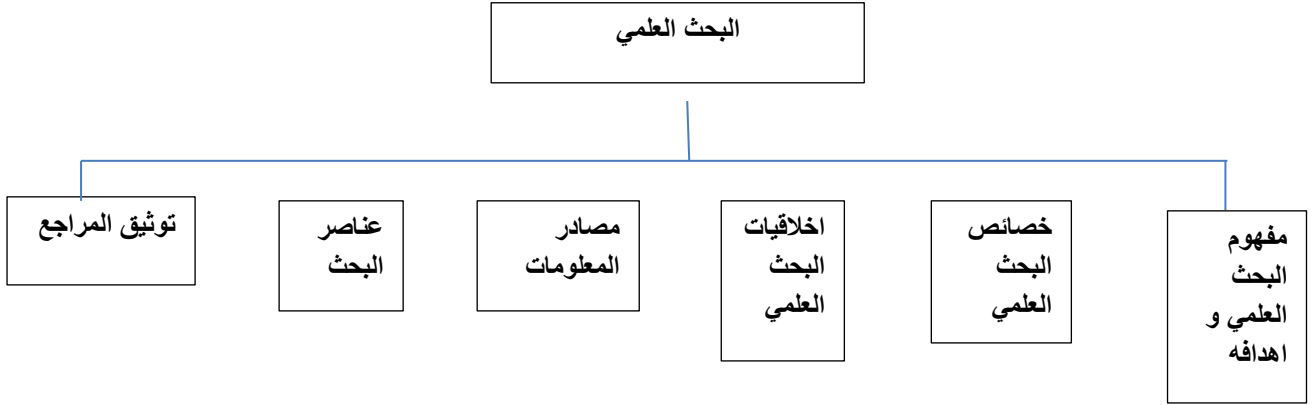 البحث العلمي
مفهوم
البحث
العلمي و
اهدافه
خصائص
البحث
العلمي
اخلاقيات
البحث
العلمي
مصادر
المعلومات
عناصر
البحث
توثيق المراجع